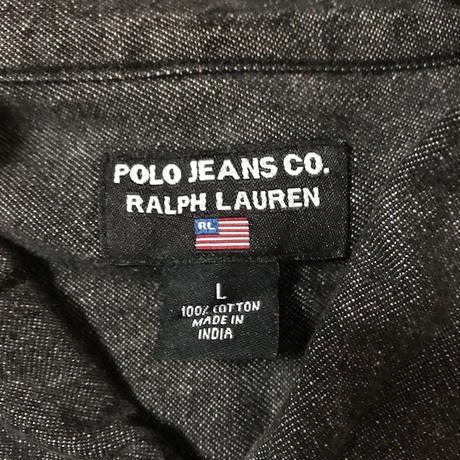 POLO JEANS CO.
RALPH LAUREN
RL
L
100% COTTON
MADE IN
INDIA